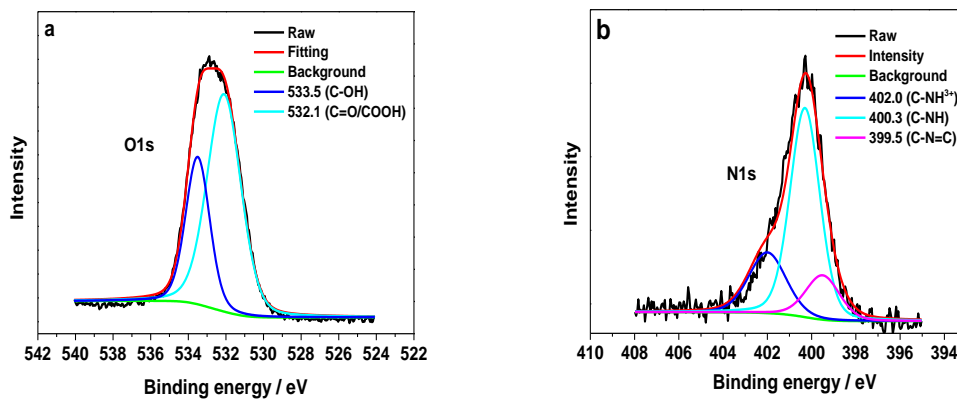 a
Raw
Fitting
Background
533.5 (C-OH)
532.1 (C=O/COOH)
O1s
Intensity
542 540 538 536 534 532 530 528 526 524 522
Binding energy / eV
b
Raw
Intensity
Background
402.0 (C-NH³⁺)
400.3 (C-NH)
399.5 (C-N=C)
N1s
Intensity
410 408 406 404 402 400 398 396 394
Binding energy / eV